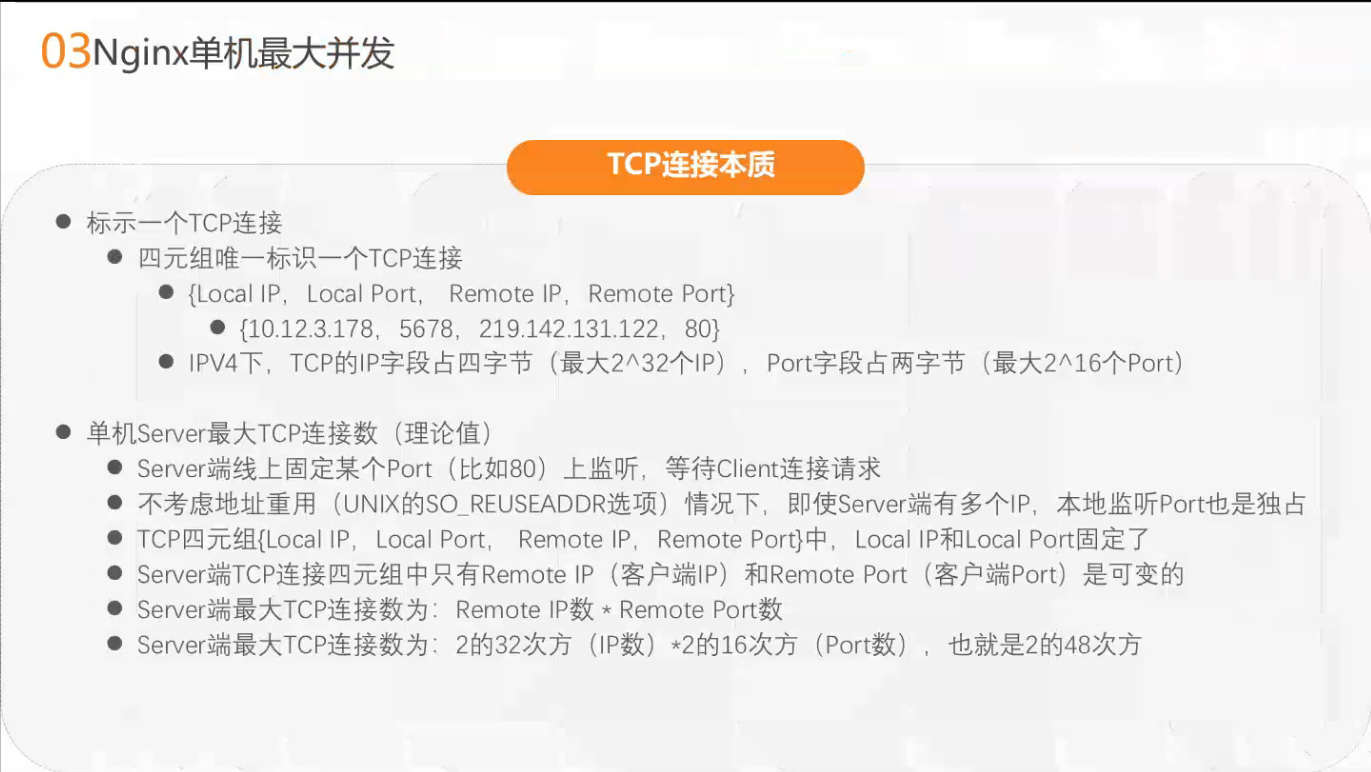 03Nginx单机最大并发
TCP连接本质
● 标示一个TCP连接
● 四元组唯一标识一个TCP连接
● {Local IP，Local Port， Remote IP，Remote Port}
● {10.12.3.178，5678，219.142.131.122，80}
● IPV4下，TCP的IP字段占四字节（最大2^32个IP），Port字段占两字节（最大2^16个Port）
● 单机Server最大TCP连接数（理论值）
● Server端线上固定某个Port（比如80）上监听，等待Client连接请求
● 不考虑地址重用（UNIX的SO_REUSEADDR选项）情况下，即使Server端有多个IP，本地监听Port也是独占
● TCP四元组{Local IP，Local Port， Remote IP，Remote Port}中，Local IP和Local Port固定了
● Server端TCP连接四元组中只有Remote IP（客户端IP）和Remote Port（客户端Port）是可变的
● Server端最大TCP连接数为：Remote IP数 * Remote Port数
● Server端最大TCP连接数为：2的32次方（IP数）*2的16次方（Port数），也就是2的48次方